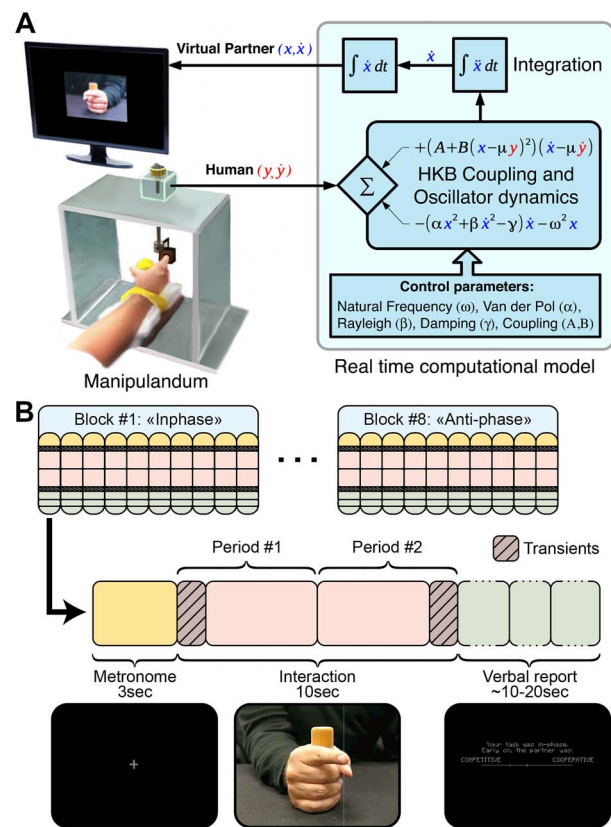 A
Virtual Partner (x,ẋ)
∫ ẋ dt
ẋ
∫ ẍ dt
Integration
Human (y,ẏ)
Σ
+(A+B(x−μy)²)(ẋ−μẏ)
HKB Coupling and
Oscillator dynamics
−(αx²+βẋ²−γ)ẋ−ω²x
Control parameters:
Natural Frequency (ω), Van der Pol (α),
Rayleigh (β), Damping (γ), Coupling (A,B)
Manipulandum
Real time computational model
B
Block #1: «Inphase»
Block #8: «Anti-phase»
Transients
Period #1
Period #2
Metronome
3sec
Interaction
10sec
Verbal report
~10-20sec
Your task was in-phase.
Early on, the partner was:
COMPETITIVE
COOPERATIVE